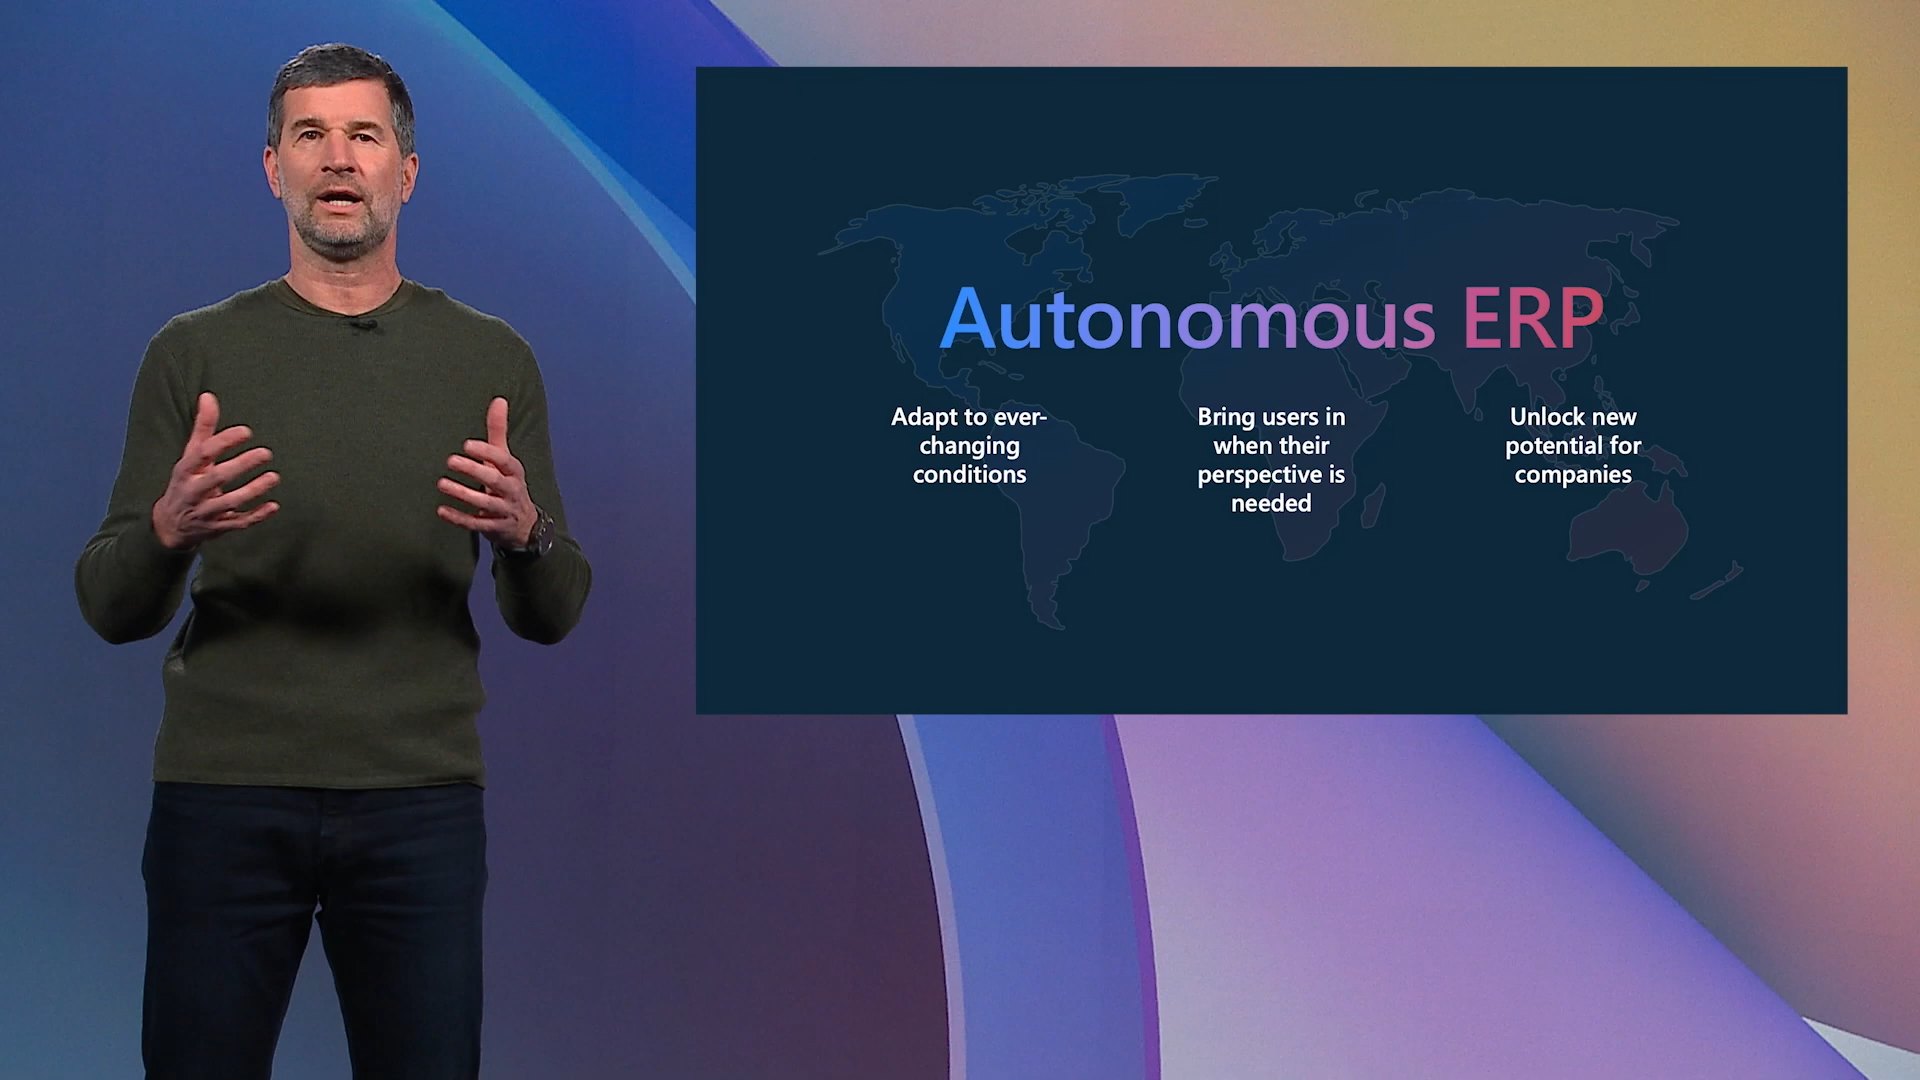 Autonomous ERP
Adapt to ever-
changing
conditions
Bring users in
when their
perspective is
needed
Unlock new
potential for
companies